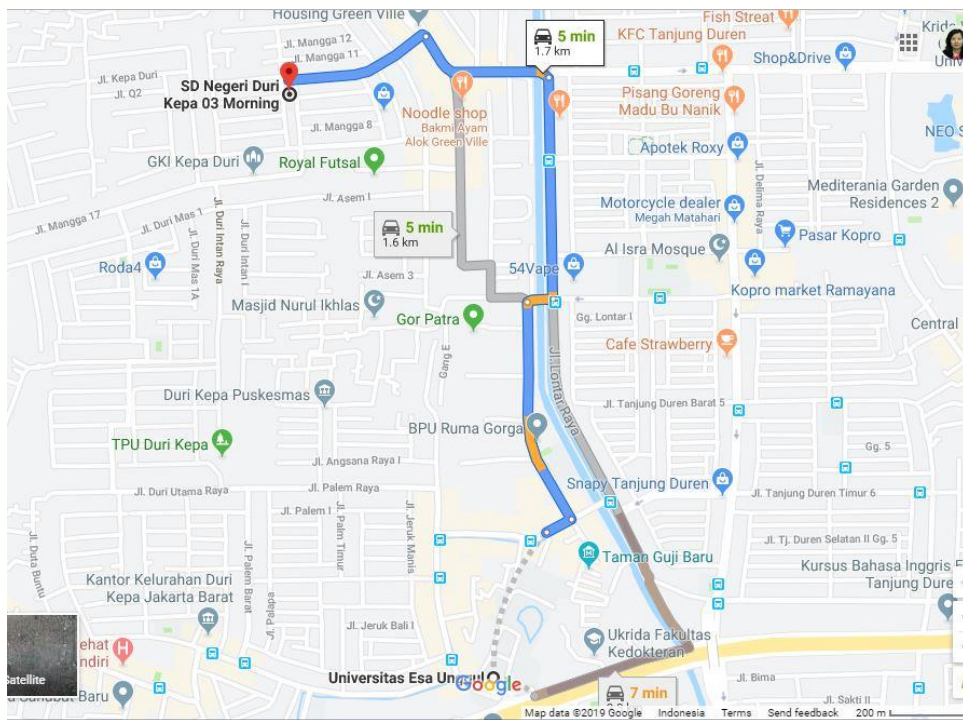 Housing Green Ville
Fish Streat
KFC Tanjung Duren
Krida
Jl. Mangga 12
Jl. Mangga 11
5 min
1.7 km
Shop&Drive
Jl. Kepa Duri
Jl. Q2
SD Negeri Duri
Kepa 03 Morning
Noodle shop
Bakmi Ayam
Alok Green Ville
Pisang Goreng
Madu Bu Nanik
NEO S
Jl. Mangga 8
GKI Kepa Duri
Royal Futsal
Apotek Roxy
Jl. Delima Raya
Mediterania Garden
Residences 2
Jl. Asem I
Motorcycle dealer
Megah Matahari
Jl. Mangga 17
Jl. Duri Mas 1
Jl. Duri Intan Raya
Jl. Duri Intan I
5 min
1.6 km
Al Isra Mosque
Pasar Kopro
Roda4
Jl. Duri Mas 1A
Jl. Asem 3
54Vape
Kopro market Ramayana
Masjid Nurul Ikhlas
Gor Patra
Gg. Lontar I
Central
Gang E
Jl. Lontar Raya
Cafe Strawberry
Duri Kepa Puskesmas
Jl. Tanjung Duren Barat 5
BPU Ruma Gorga
TPU Duri Kepa
Gg. 5
Jl. Angsana Raya I
Snapy Tanjung Duren
Jl. Duri Utama Raya
Jl. Palem Raya
Jl. Tanjung Duren Timur 6
Jl. Palem I
Jl. Palm Timur
Jl. Jeruk Manis
Jl. Duta Buntu
Jl. Palem Barat
Jl. Palapa
Jl. Tj. Duren Selatan II Gg. 5
Taman Guji Baru
Kursus Bahasa Inggris E
Tanjung Dure
Kantor Kelurahan Duri
Kepa Jakarta Barat
Jl. Jeruk Bali I
Ukrida Fakultas
Kedokteran
ehat
ndiri
Satellite
Universitas Esa Unggul
Google
7 min
Jl. Bima
Jl. Sakti II
Baru
Map data ©2019 Google
Indonesia
Terms
Send feedback
200 m